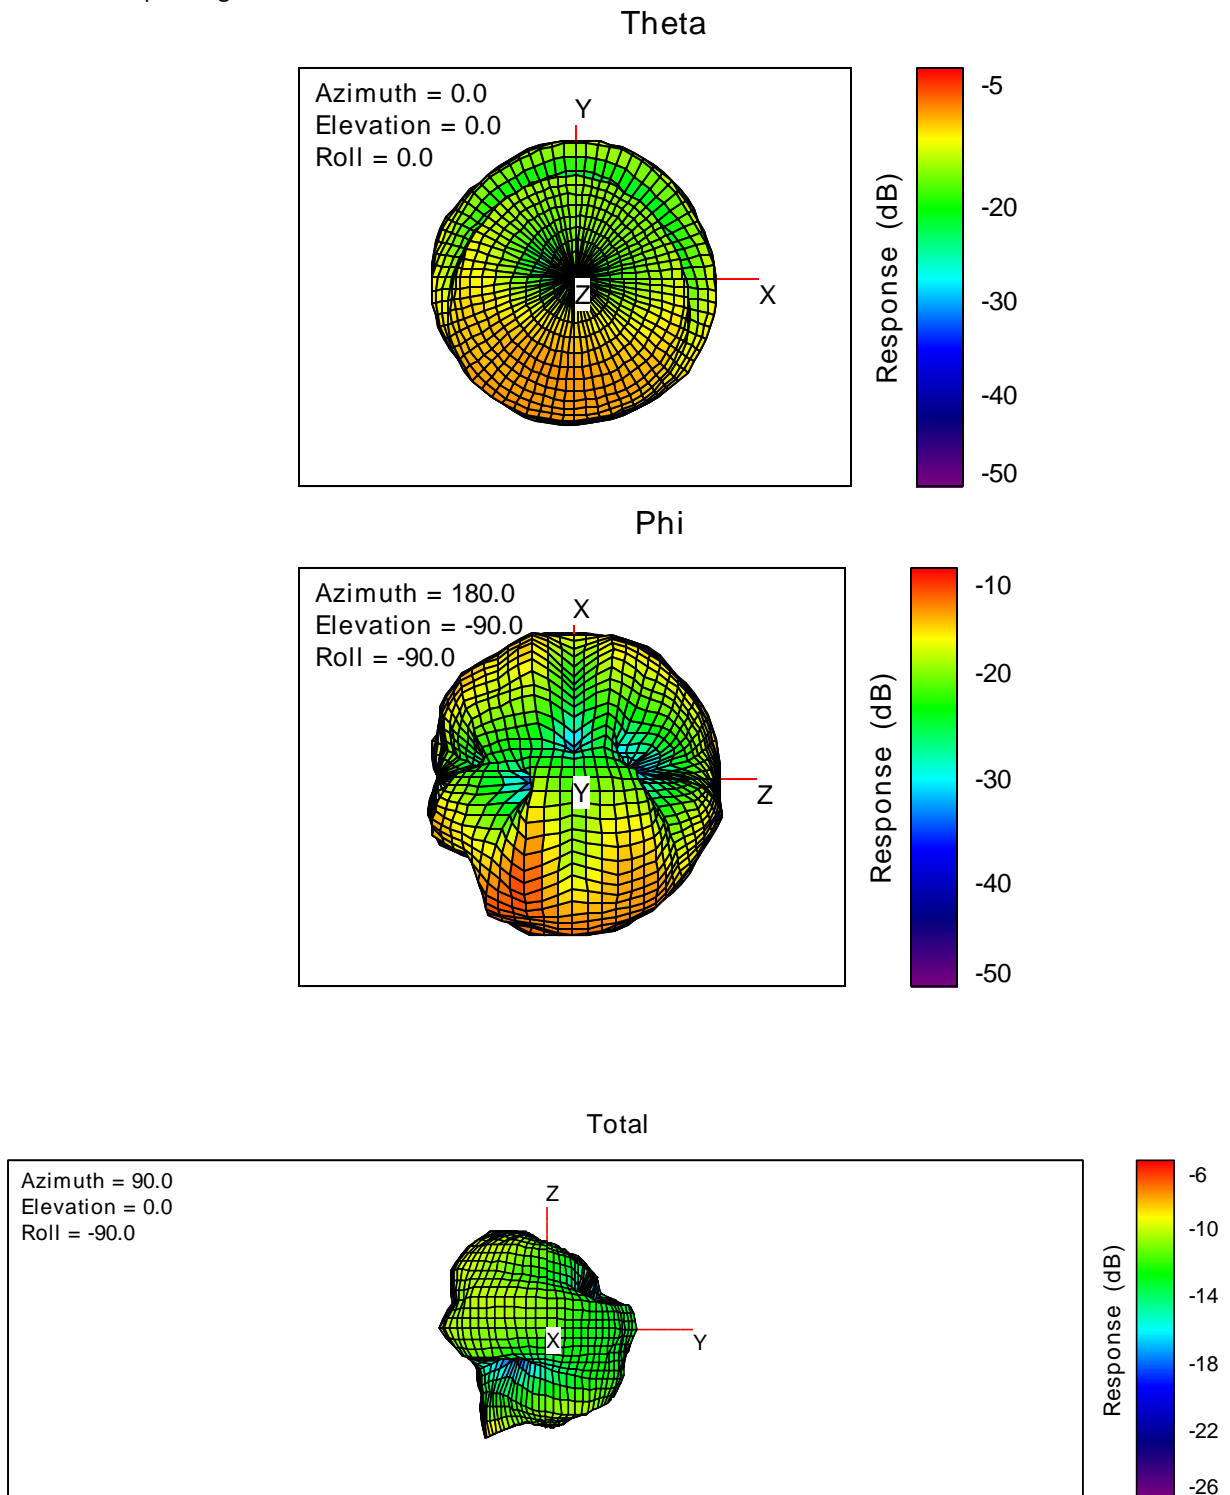 Theta
Azimuth = 0.0
Elevation = 0.0
Roll = 0.0
Y
X
Z
Response (dB)
-5
-20
-30
-40
-50
Phi
Azimuth = 180.0
Elevation = -90.0
Roll = -90.0
X
Z
Y
Response (dB)
-10
-20
-30
-40
-50
Total
Azimuth = 90.0
Elevation = 0.0
Roll = -90.0
Z
Y
X
Response (dB)
-6
-10
-14
-18
-22
-26